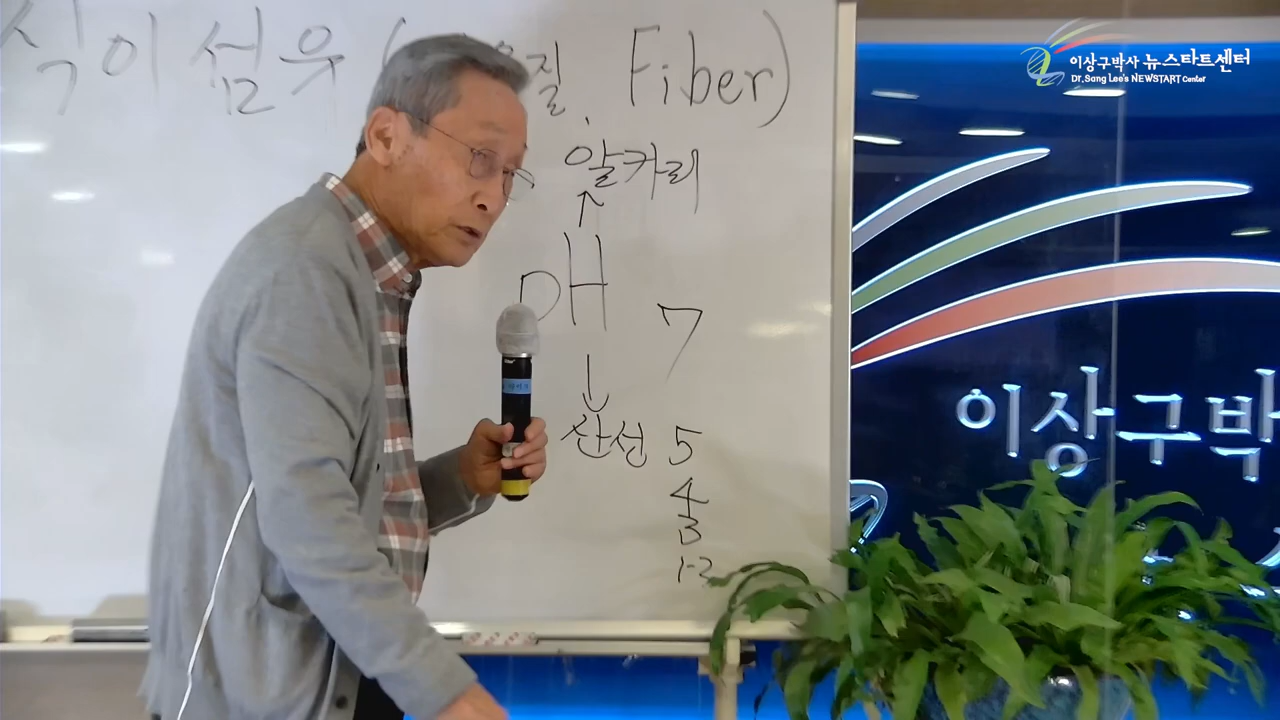 식이섬유 ( 질, Fiber)
알카리
↑
pH 7
↓
산성 5
4
3
1-2
이상구박사 뉴스타트센터
Dr. Sang Lee's NEWSTART Center
이상구박